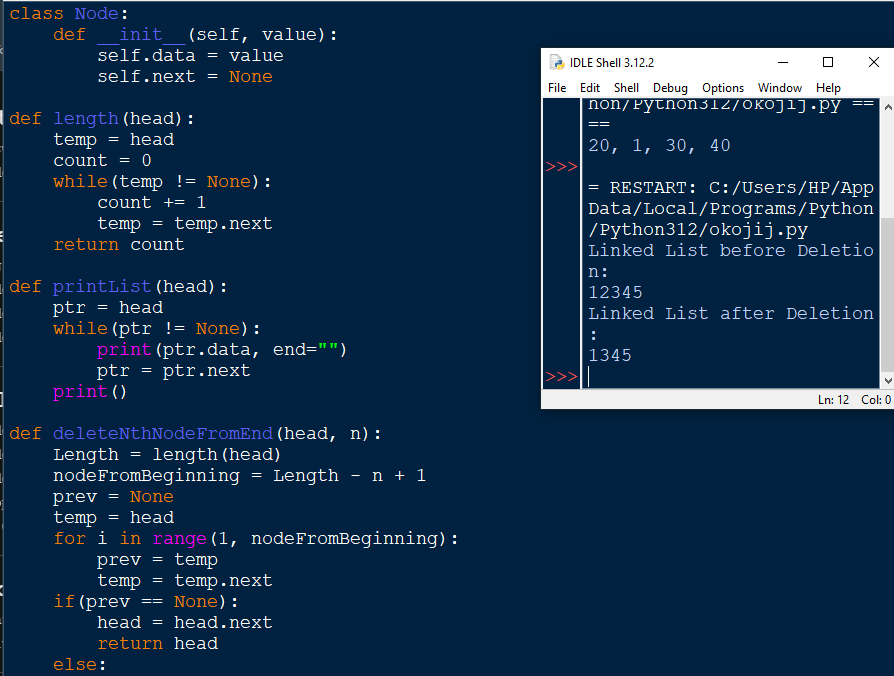 class Node:
    def __init__(self, value):
        self.data = value
        self.next = None

def length(head):
    temp = head
    count = 0
    while(temp != None):
        count += 1
        temp = temp.next
    return count

def printList(head):
    ptr = head
    while(ptr != None):
        print(ptr.data, end="")
        ptr = ptr.next
    print()

def deleteNthNodeFromEnd(head, n):
    Length = length(head)
    nodeFromBeginning = Length - n + 1
    prev = None
    temp = head
    for i in range(1, nodeFromBeginning):
        prev = temp
        temp = temp.next
    if(prev == None):
        head = head.next
        return head
    else:
IDLE Shell 3.12.2
File Edit Shell Debug Options Window Help
hon/Python312/okojij.py ==
==
20, 1, 30, 40
>>>
= RESTART: C:/Users/HP/App
Data/Local/Programs/Python
/Python312/okojij.py
Linked List before Deletio
n:
12345
Linked List after Deletion
:
1345
>>>
Ln: 12 Col: 0